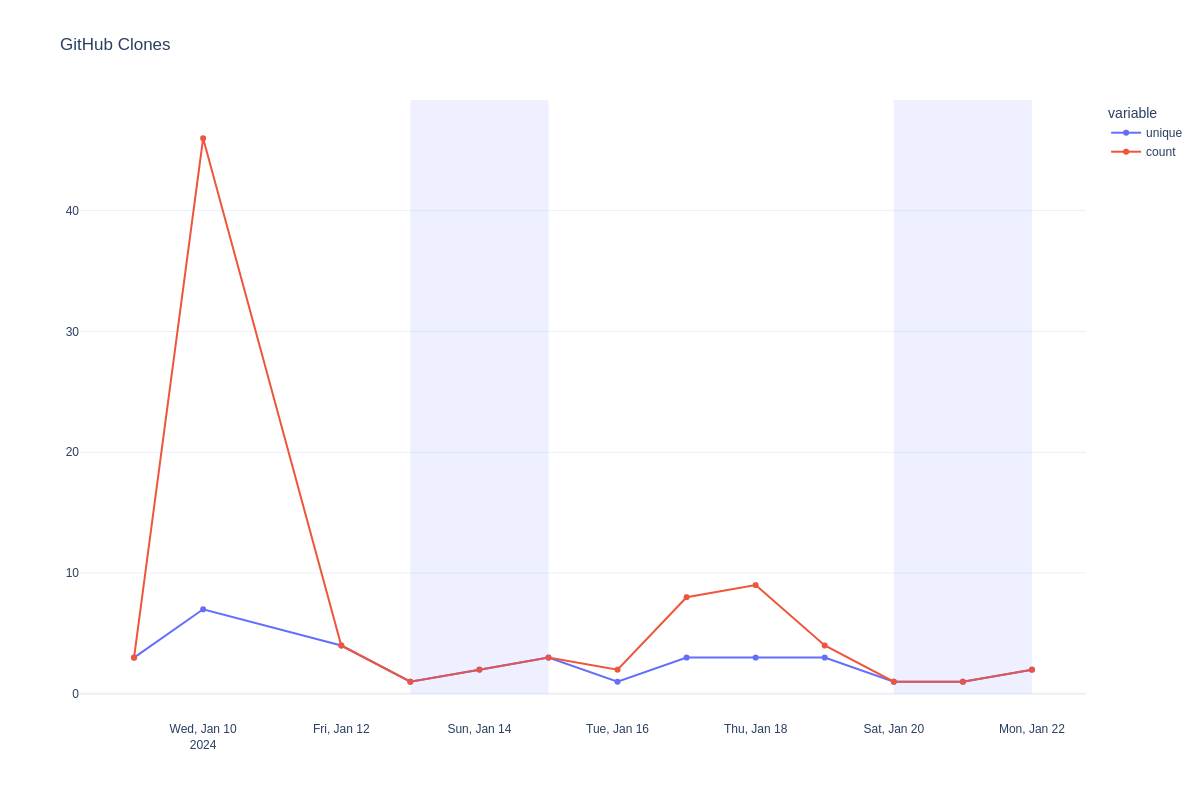 GitHub Clones
variable
unique
count
40
30
20
10
0
Wed, Jan 10
2024
Fri, Jan 12
Sun, Jan 14
Tue, Jan 16
Thu, Jan 18
Sat, Jan 20
Mon, Jan 22